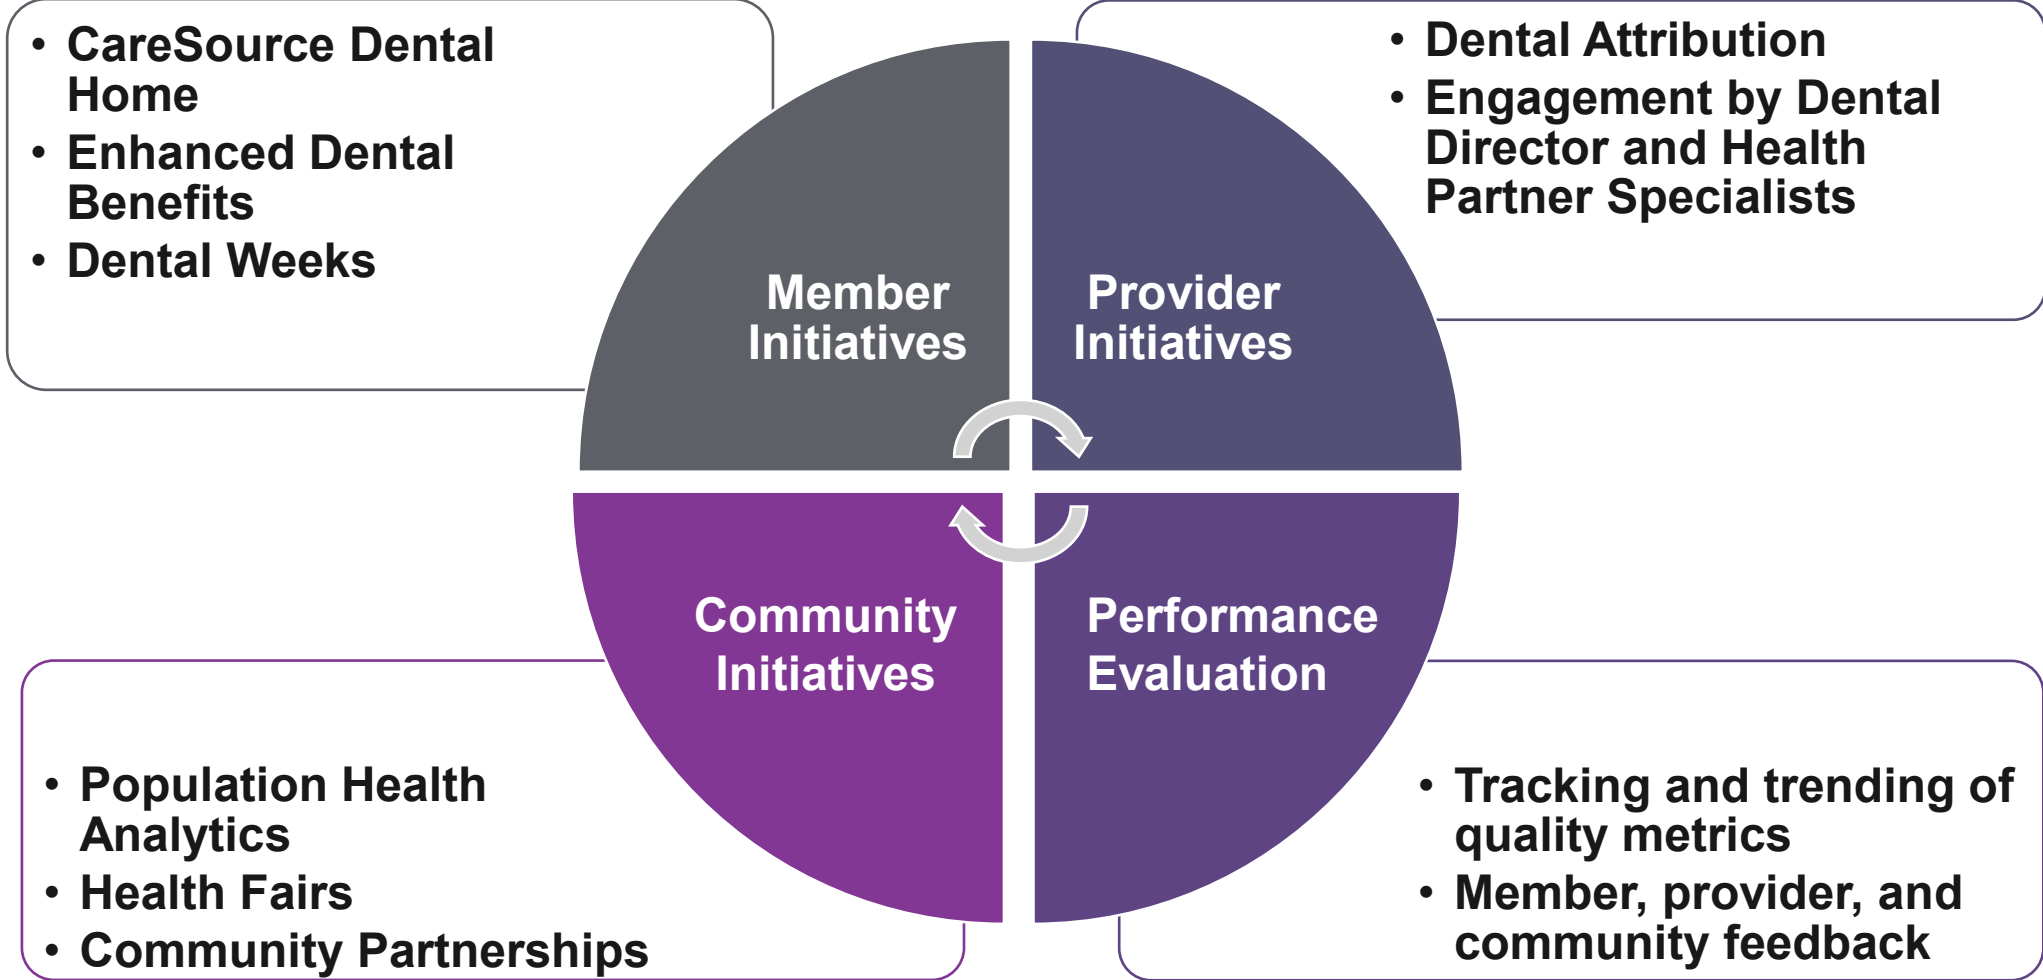 • CareSource Dental
Home
• Enhanced Dental
Benefits
• Dental Weeks
• Dental Attribution
• Engagement by Dental
Director and Health
Partner Specialists
Member
Initiatives
Provider
Initiatives
Community
Initiatives
Performance
Evaluation
• Population Health
Analytics
• Health Fairs
• Community Partnerships
• Tracking and trending of
quality metrics
• Member, provider, and
community feedback